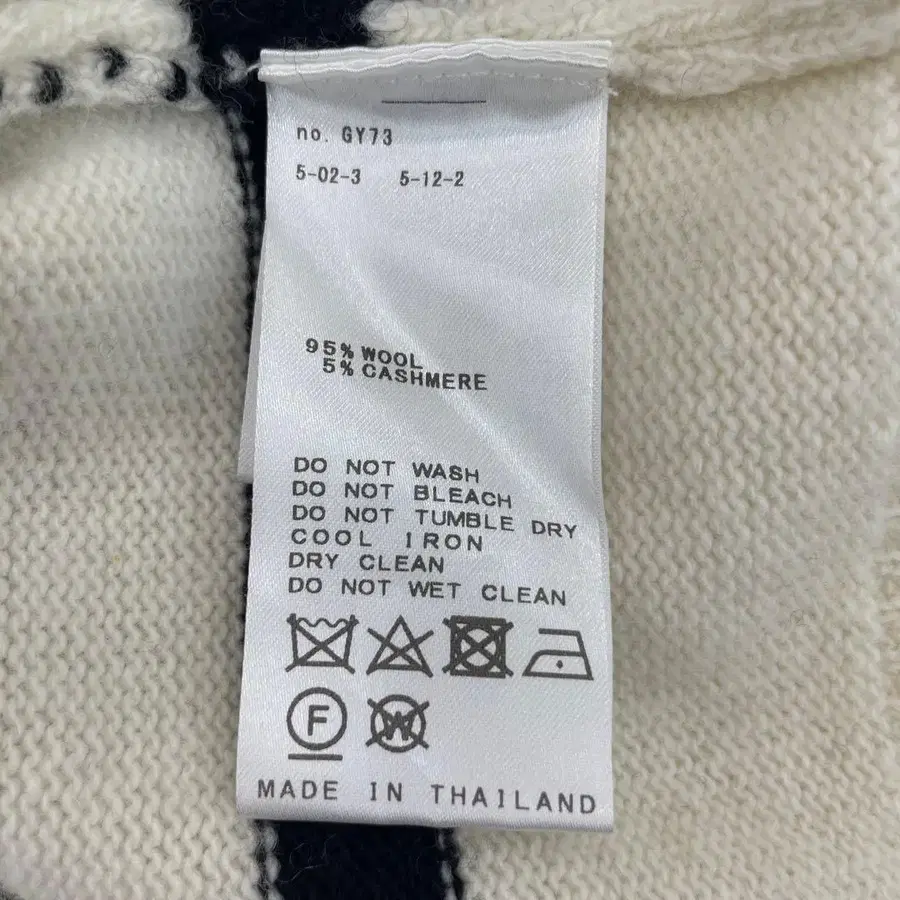 no. GY73
5-02-3 5-12-2
95% WOOL
5% CASHMERE
DO NOT WASH
DO NOT BLEACH
DO NOT TUMBLE DRY
COOL IRON
DRY CLEAN
DO NOT WET CLEAN
F W
MADE IN THAILAND